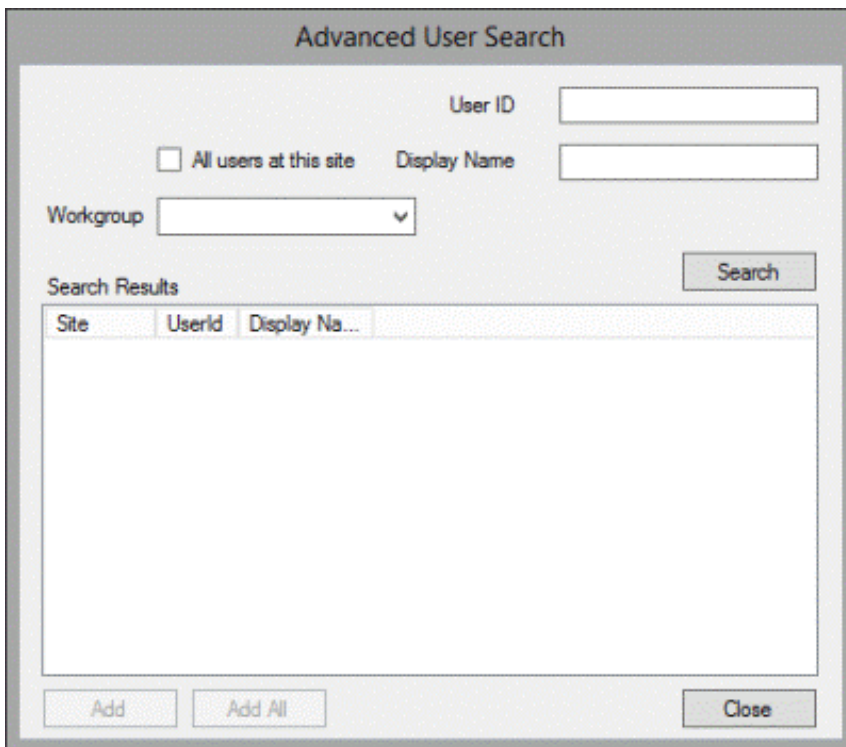 Advanced User Search
User ID
All users at this site Display Name
Workgroup
Search
Search Results
Site UserId Display Na...
Add Add All Close